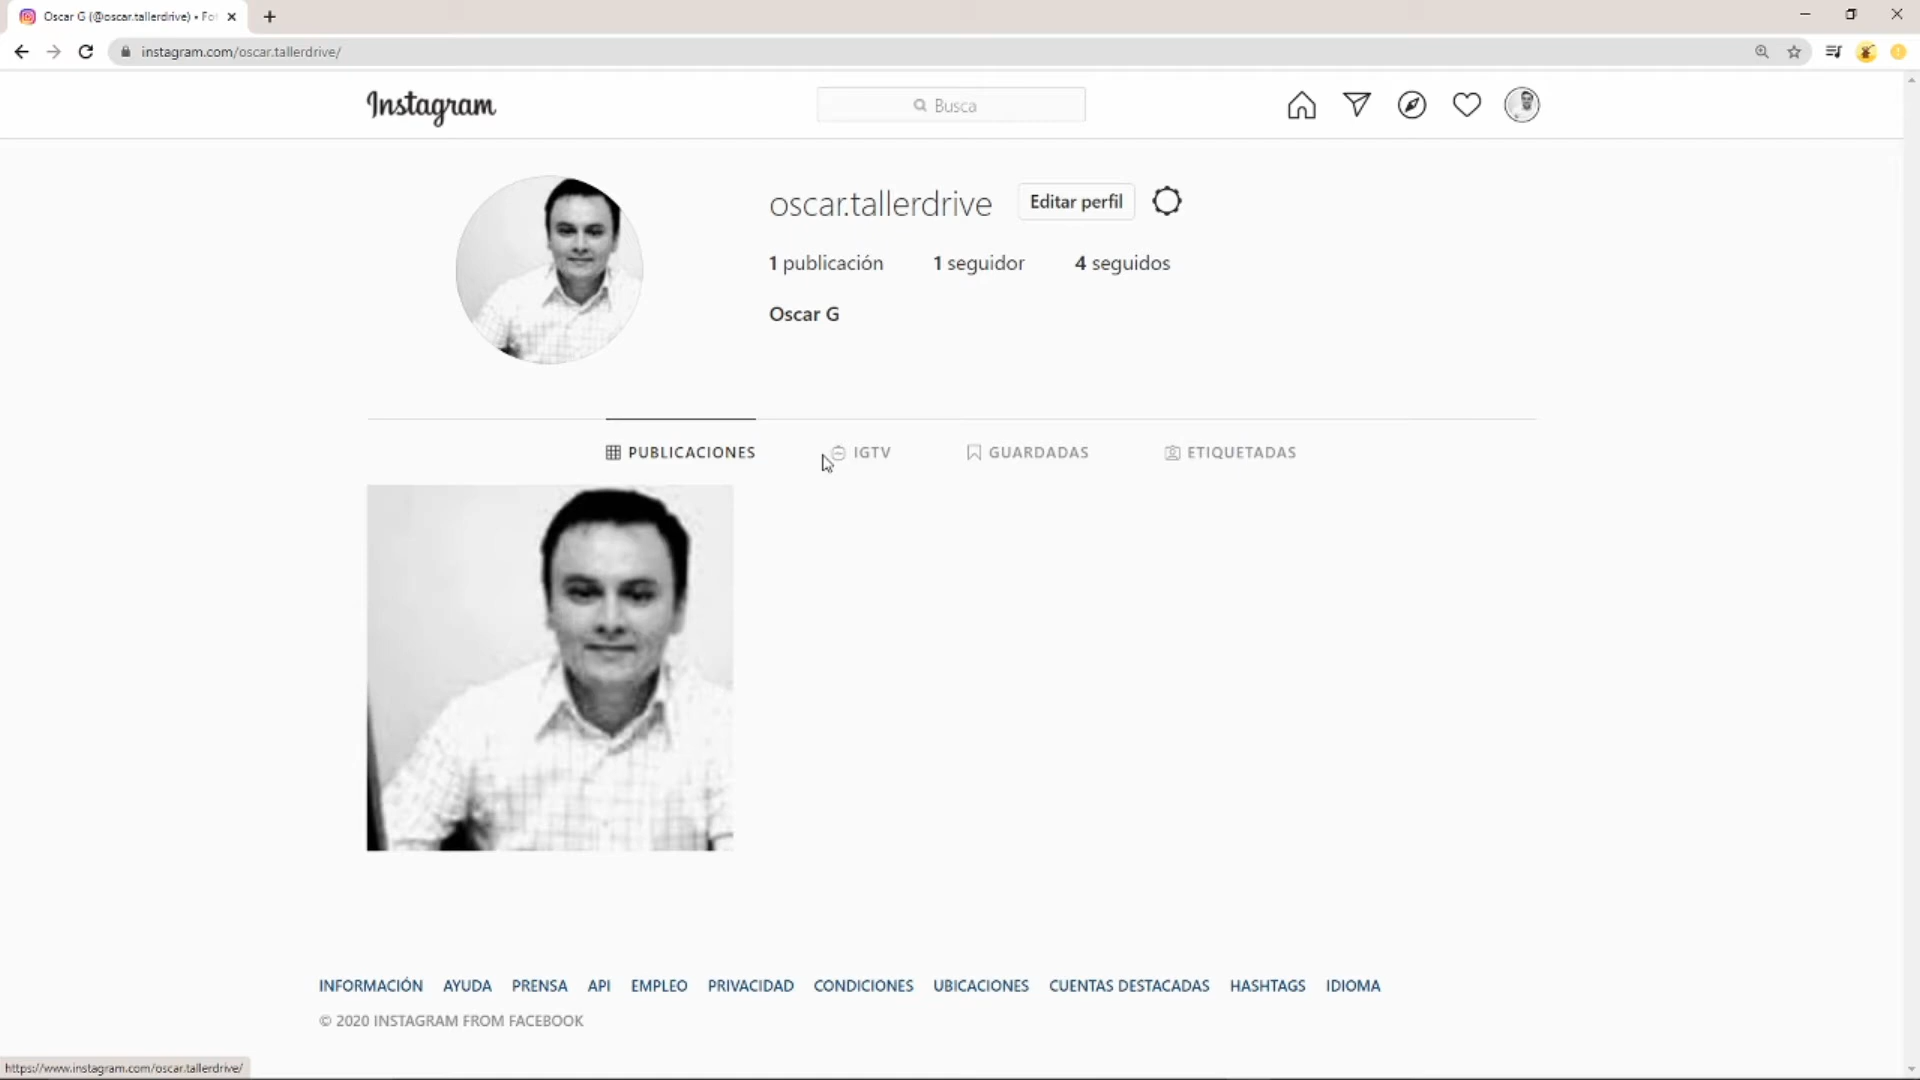 Oscar G (@oscar.tallerdrive) • Fot
instagram.com/oscar.tallerdrive/
Instagram
Busca
oscar.tallerdrive
Editar perfil
1 publicación 1 seguidor 4 seguidos
Oscar G
PUBLICACIONES IGTV GUARDADAS ETIQUETADAS
INFORMACIÓN AYUDA PRENSA API EMPLEO PRIVACIDAD CONDICIONES UBICACIONES CUENTAS DESTACADAS HASHTAGS IDIOMA
© 2020 INSTAGRAM FROM FACEBOOK
https://www.instagram.com/oscar.tallerdrive/